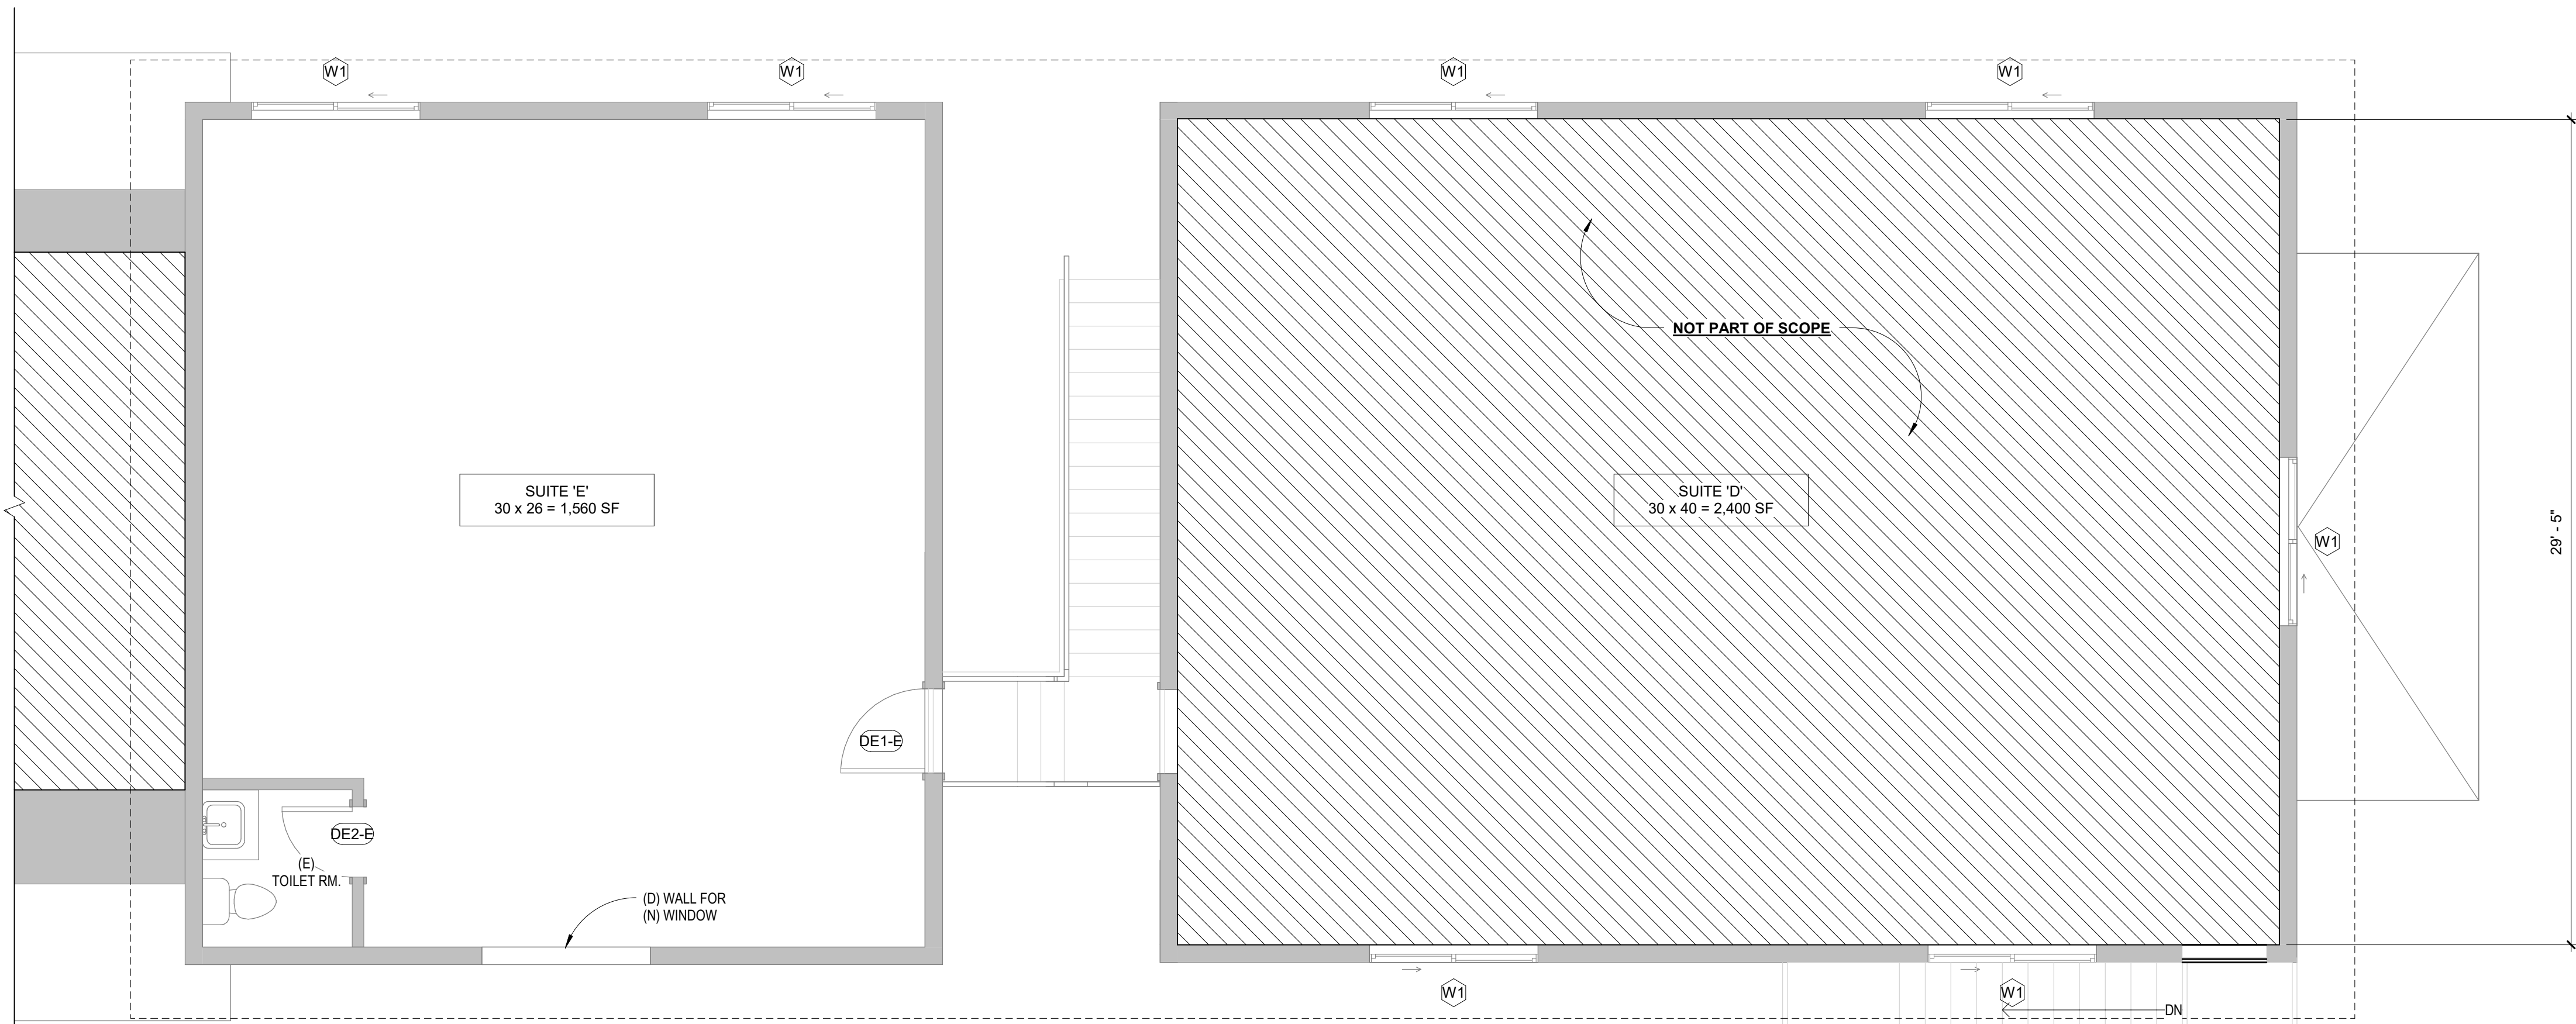 W1
W1
W1
W1
NOT PART OF SCOPE
SUITE 'E'
30 x 26 = 1,560 SF
SUITE 'D'
30 x 40 = 2,400 SF
29' - 5"
W1
DE1-E
DE2-E
(E)
TOILET RM.
(D) WALL FOR
(N) WINDOW
W1
W1
DN